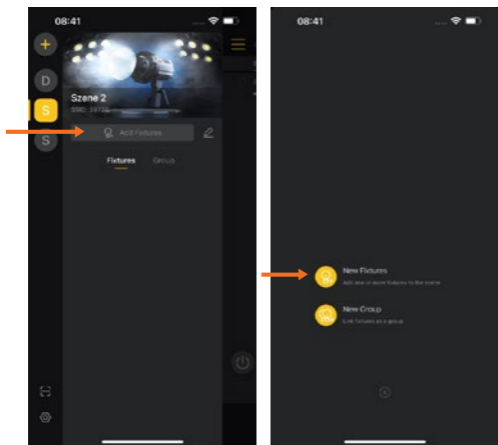 08:41
D
S
S
Szene 2
Add Fixtures
Fixtures Group
08:41
New Fixtures
Add one or more fixtures to the scene
New Group
Link fixtures as a group